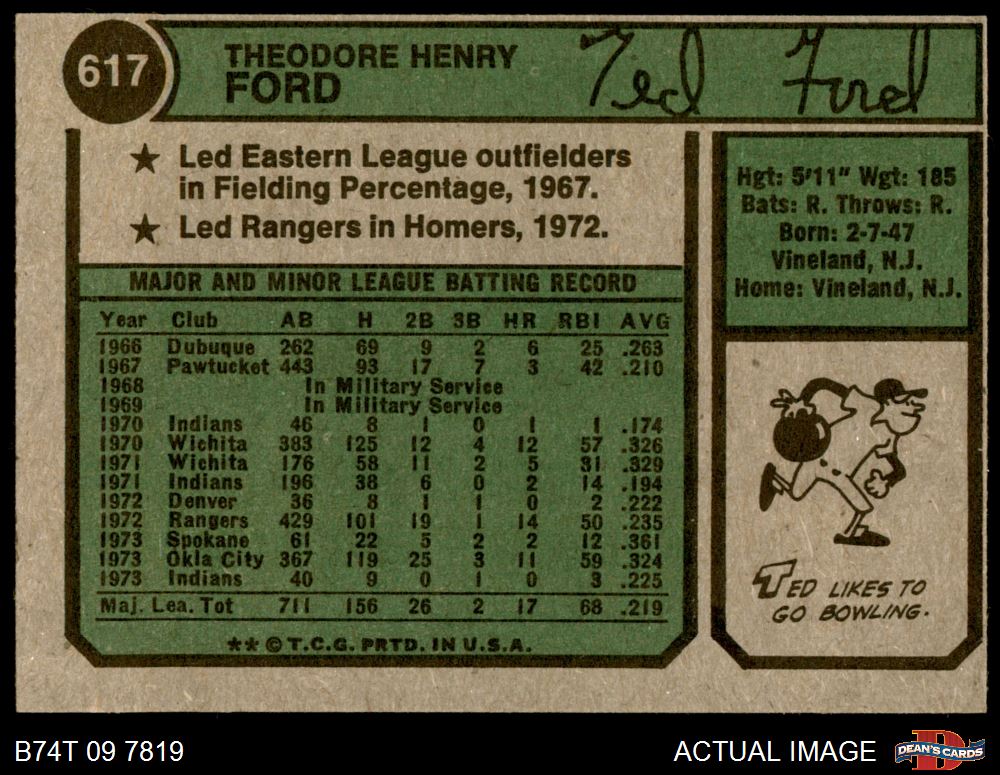 617
THEODORE HENRY
FORD
Ted Ford
★ Led Eastern League outfielders
in Fielding Percentage, 1967.
★ Led Rangers in Homers, 1972.
Hgt: 5'11" Wgt: 185
Bats: R. Throws: R.
Born: 2-7-47
Vineland, N.J.
Home: Vineland, N.J.
MAJOR AND MINOR LEAGUE BATTING RECORD
Year Club AB H 2B 3B HR RBI AVG
1966 Dubuque 262 69 9 2 6 25 .263
1967 Pawtucket 443 93 17 7 3 42 .210
1968 In Military Service
1969 In Military Service
1970 Indians 46 8 1 0 1 1 .174
1970 Wichita 383 125 12 4 12 57 .326
1971 Wichita 176 58 11 2 5 31 .329
1971 Indians 196 38 6 0 2 14 .194
1972 Denver 36 8 1 1 0 2 .222
1972 Rangers 429 101 19 1 14 50 .235
1973 Spokane 61 22 5 2 2 12 .361
1973 Okla City 367 119 25 3 11 59 .324
1973 Indians 40 9 0 1 0 3 .225
Maj. Lea. Tot 711 156 26 2 17 68 .219
** © T.C.G. PRTD. IN U.S.A.
TED LIKES TO
GO BOWLING.
B74T 09 7819
ACTUAL IMAGE
D
DEAN'S CARDS